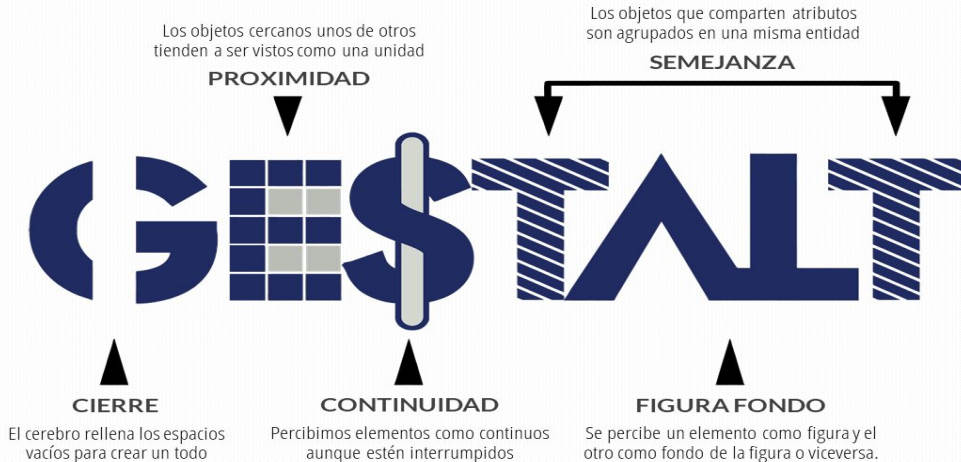 Los objetos cercanos unos de otros
tienden a ser vistos como una unidad
PROXIMIDAD
Los objetos que comparten atributos
son agrupados en una misma entidad
SEMEJANZA
GESTALT
CIERRE
El cerebro rellena los espacios
vacíos para crear un todo
CONTINUIDAD
Percibimos elementos como continuos
aunque estén interrumpidos
FIGURA FONDO
Se percibe un elemento como figura y el
otro como fondo de la figura o viceversa.